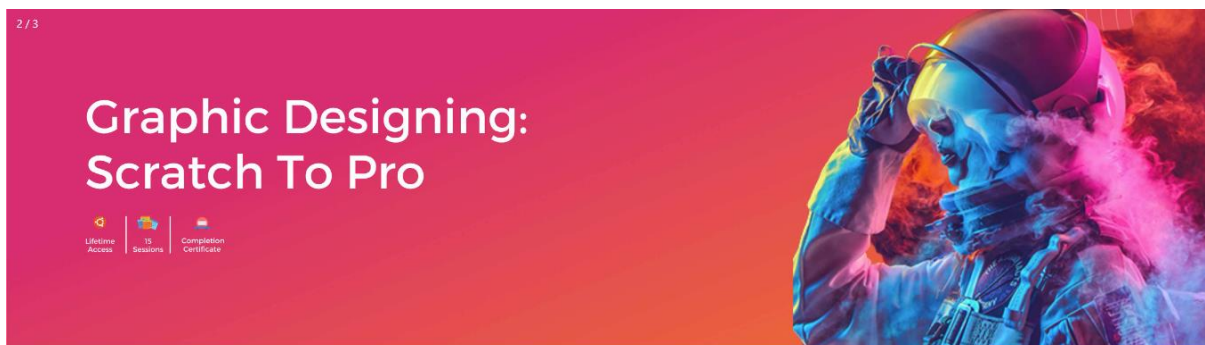 2 / 3
Graphic Designing:
Scratch To Pro
Lifetime
Access
15
Sessions
Completion
Certificate